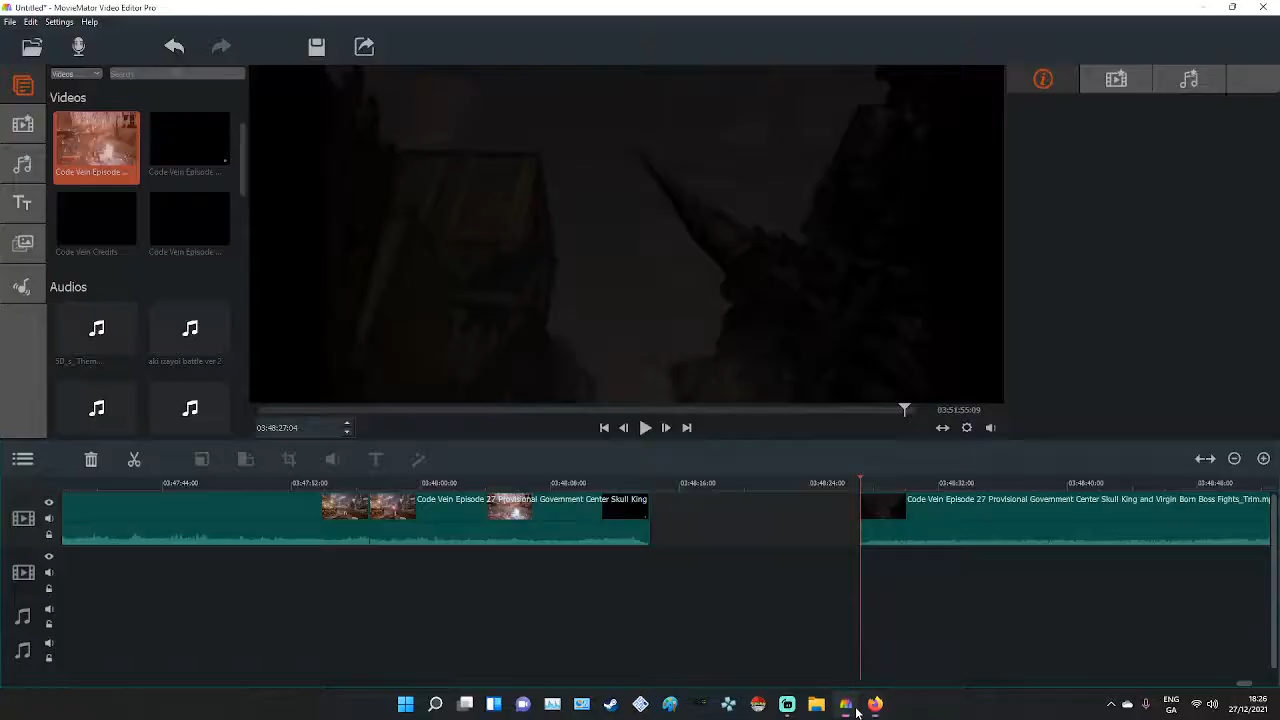 Untitled* - MovieMator Video Editor Pro
File Edit Settings Help
Videos Search
Videos
Code Vein Episode ... Code Vein Episode ...
Code Vein Credits ... Code Vein Episode ...
Audios
5D_s_ Them... aki izayoi battle ver 2
03:48:27:04 03:51:55:09
03:47:44:00 03:47:52:00 03:48:00:00 03:48:08:00 03:48:16:00 03:48:24:00 03:48:32:00 03:48:40:00 03:48:48:00
Code Vein Episode 27 Provisional Government Center Skull King Code Vein Episode 27 Provisional Government Center Skull King and Virgin Born Boss Fights_Trim.m
ENG 18:26
GA 27/12/2021